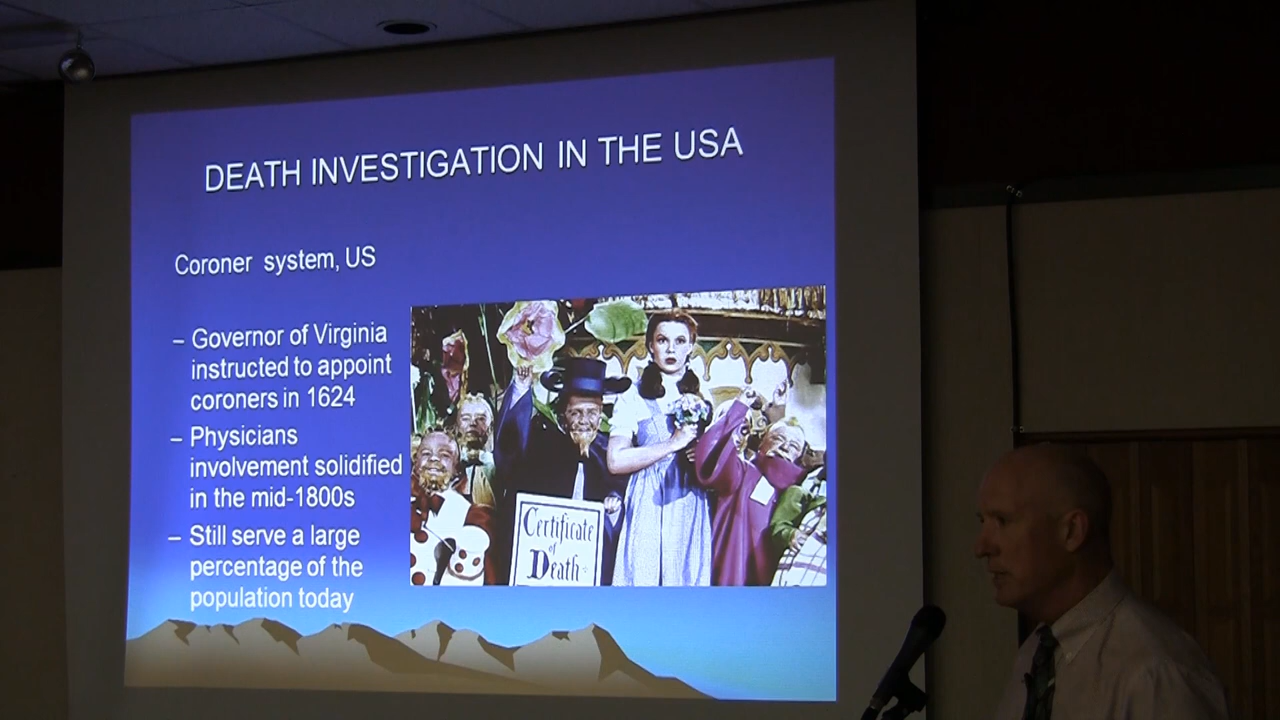 DEATH INVESTIGATION IN THE USA
Coroner system, US
– Governor of Virginia
instructed to appoint
coroners in 1624
– Physicians
involvement solidified
in the mid-1800s
– Still serve a large
percentage of the
population today
Certificate
of
Death